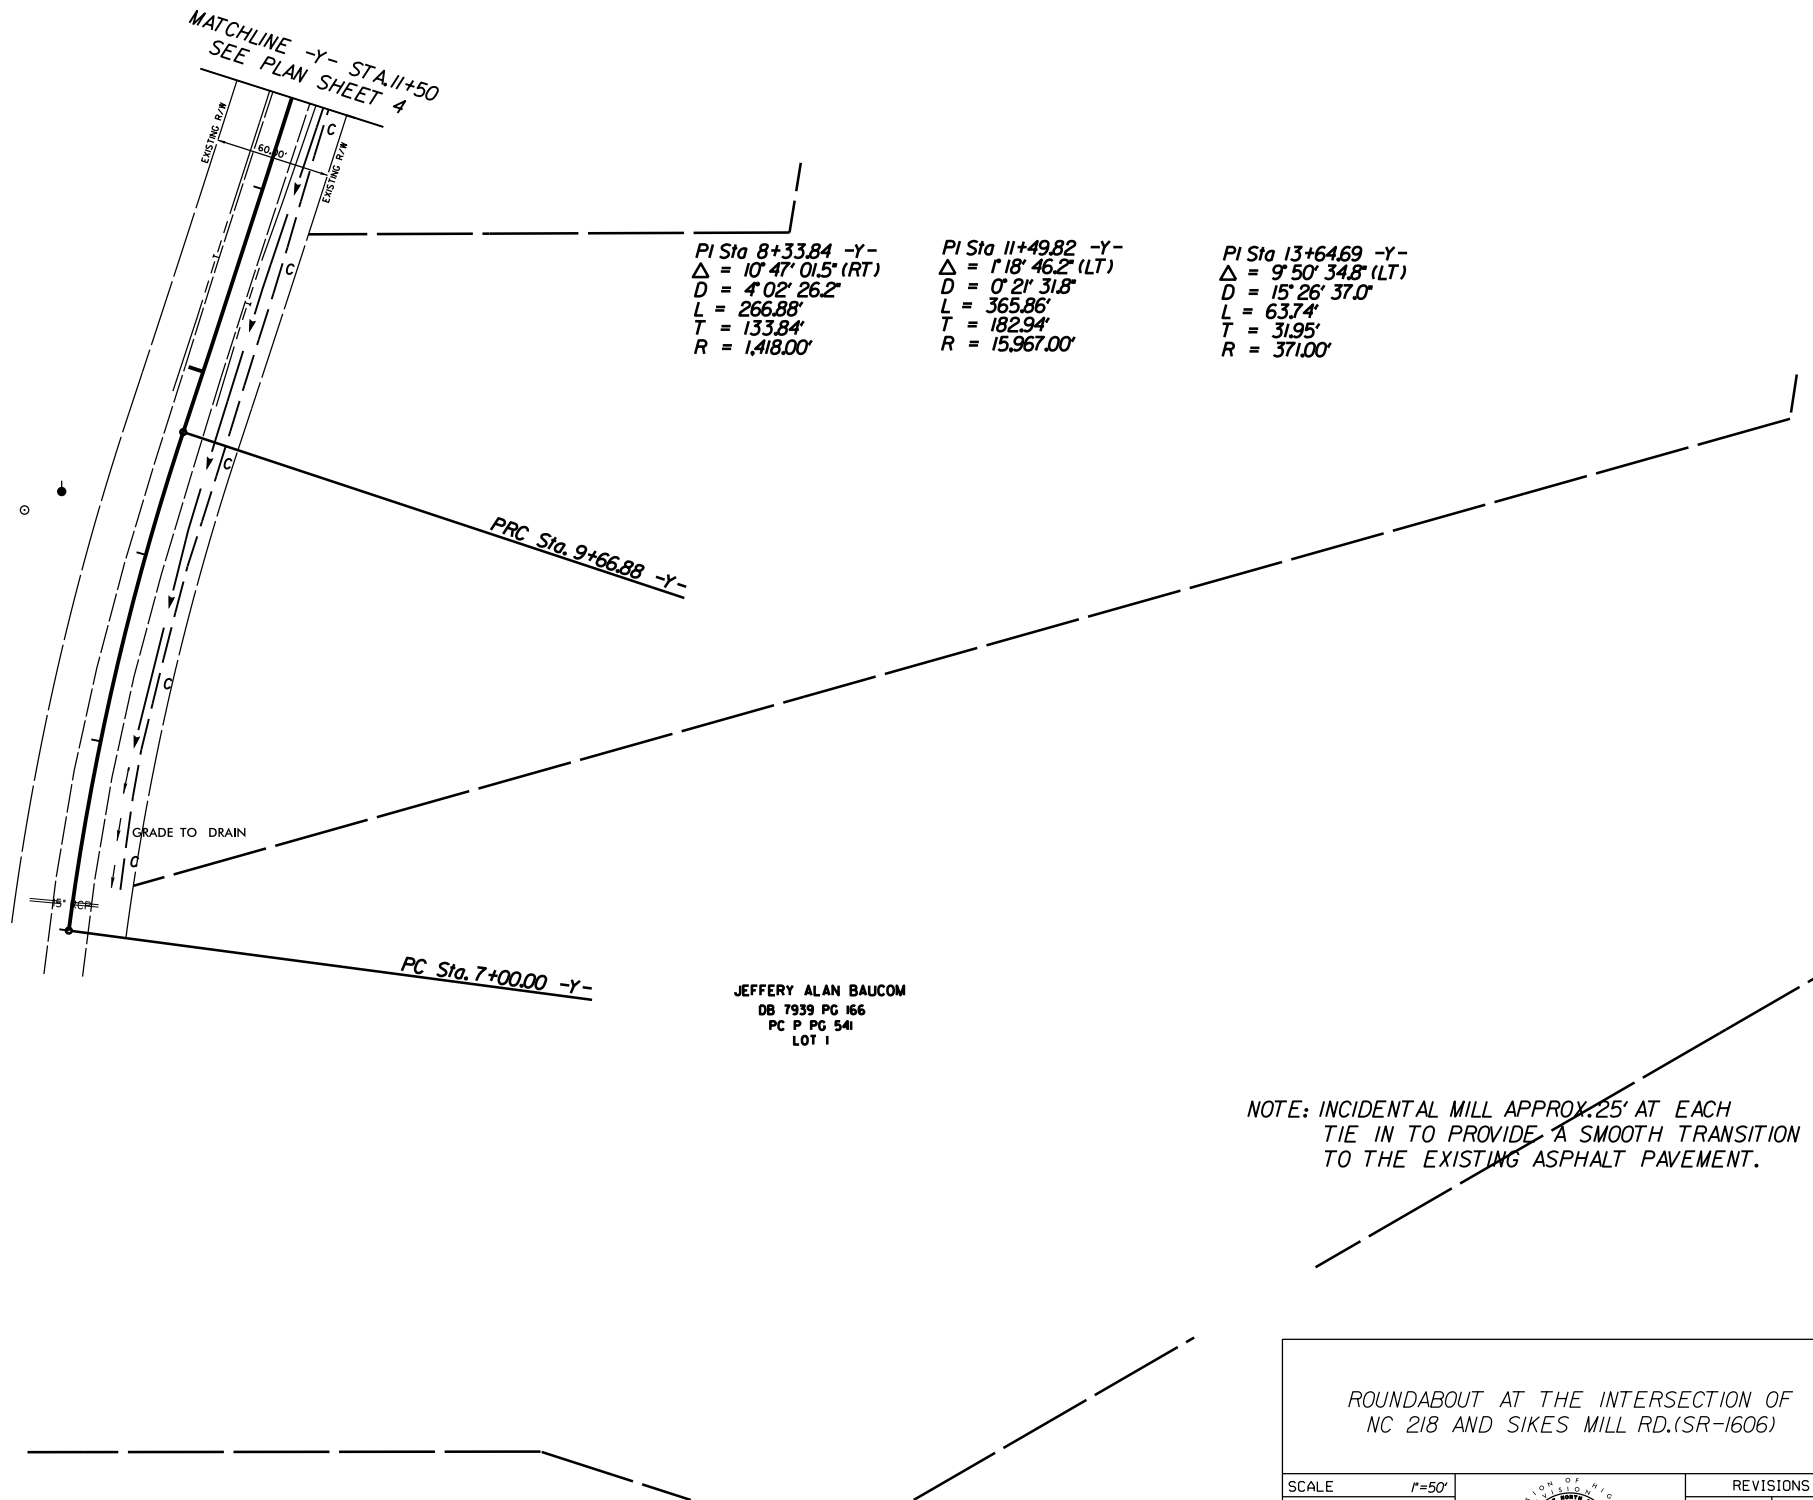 MATCHLINE -Y- STA.11+50
SEE PLAN SHEET 4
EXISTING R/W
60.00'
EXISTING R/W
C
C
C
C
C
PI Sta 8+33.84 -Y-
Δ = 10° 47' 01.5" (RT)
D = 4° 02' 26.2"
L = 266.88'
T = 133.84'
R = 1,418.00'
PI Sta 11+49.82 -Y-
Δ = 1° 18' 46.2" (LT)
D = 0° 21' 31.8"
L = 365.86'
T = 182.94'
R = 15,967.00'
PI Sta 13+64.69 -Y-
Δ = 9° 50' 34.8" (LT)
D = 15° 26' 37.0"
L = 63.74'
T = 31.95'
R = 371.00'
PRC Sta. 9+66.88 -Y-
GRADE TO DRAIN
15" RCP
PC Sta. 7+00.00 -Y-
JEFFERY ALAN BAUCOM
DB 7939 PG 166
PC P PG 541
LOT 1
NOTE: INCIDENTAL MILL APPROX. 25' AT EACH
TIE IN TO PROVIDE A SMOOTH TRANSITION
TO THE EXISTING ASPHALT PAVEMENT.
ROUNDABOUT AT THE INTERSECTION OF
NC 218 AND SIKES MILL RD.(SR-1606)
SCALE 1"=50'
REVISIONS